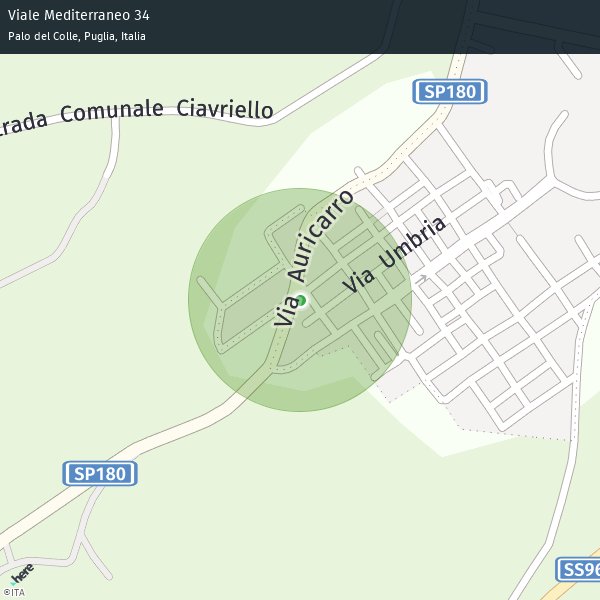 Viale Mediterraneo 34
Palo del Colle, Puglia, Italia
SP180
trada Comunale Ciavriello
Via Auricarro
Via Umbria
SP180
SS96
here
©ITA